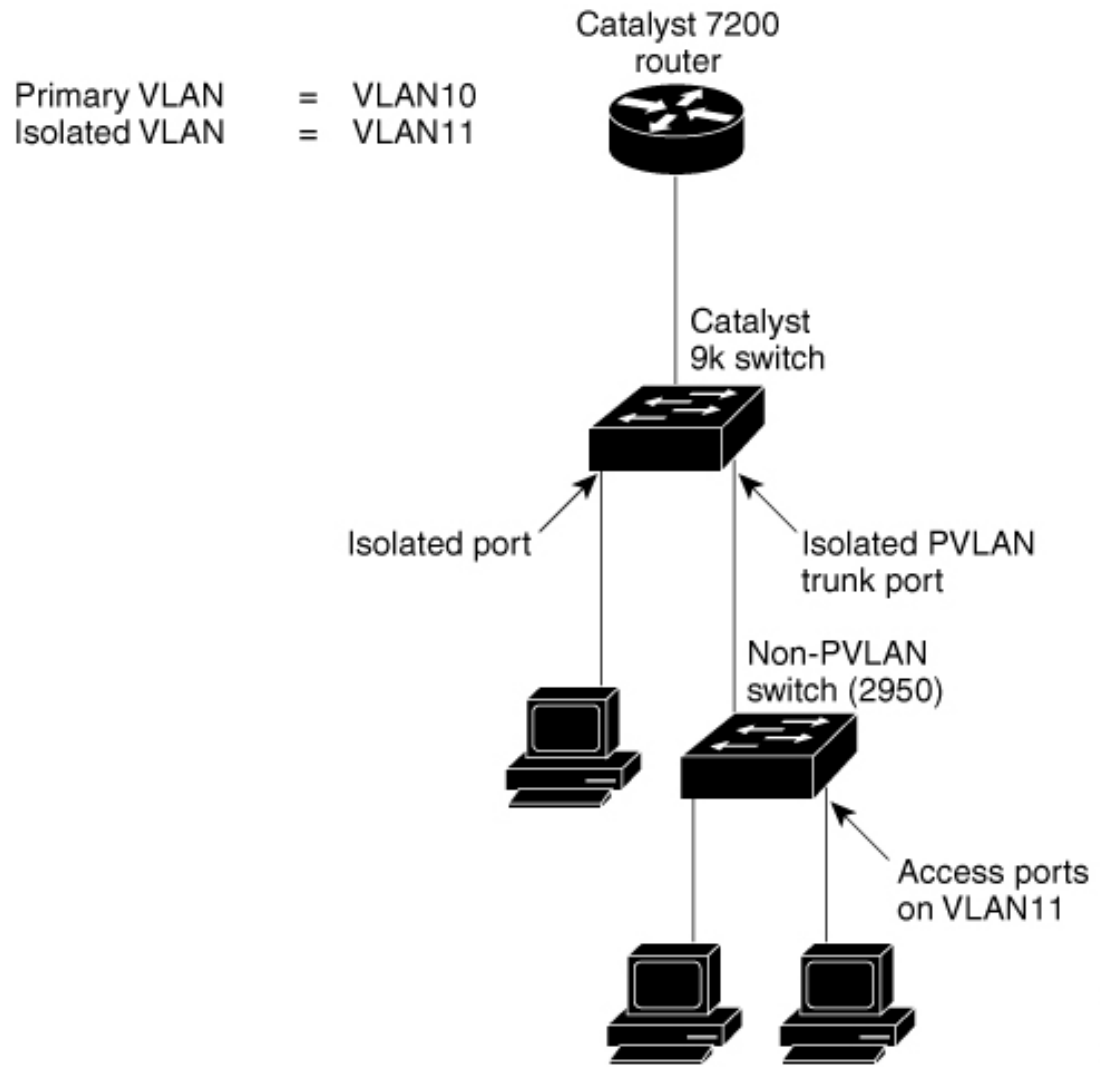 Catalyst 7200
router
Primary VLAN = VLAN10
Isolated VLAN = VLAN11
Catalyst
9k switch
Isolated port
Isolated PVLAN
trunk port
Non-PVLAN
switch (2950)
Access ports
on VLAN11